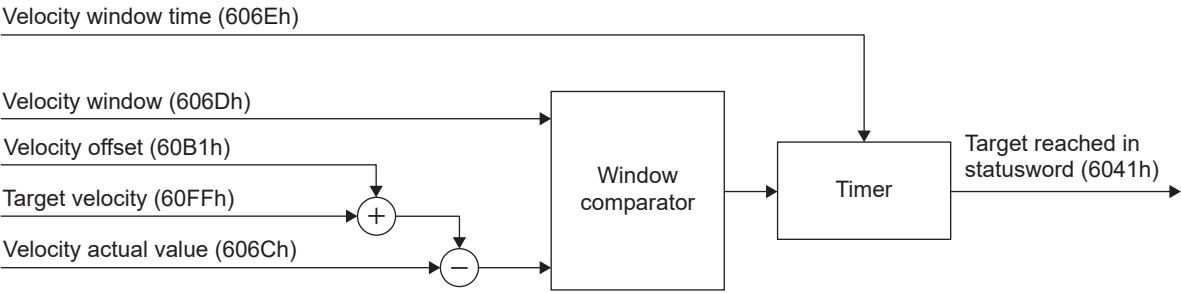 Velocity window time (606Eh)
Velocity window (606Dh)
Velocity offset (60B1h)
Target velocity (60FFh)
Velocity actual value (606Ch)
+
−
Window
comparator
Timer
Target reached in
statusword (6041h)